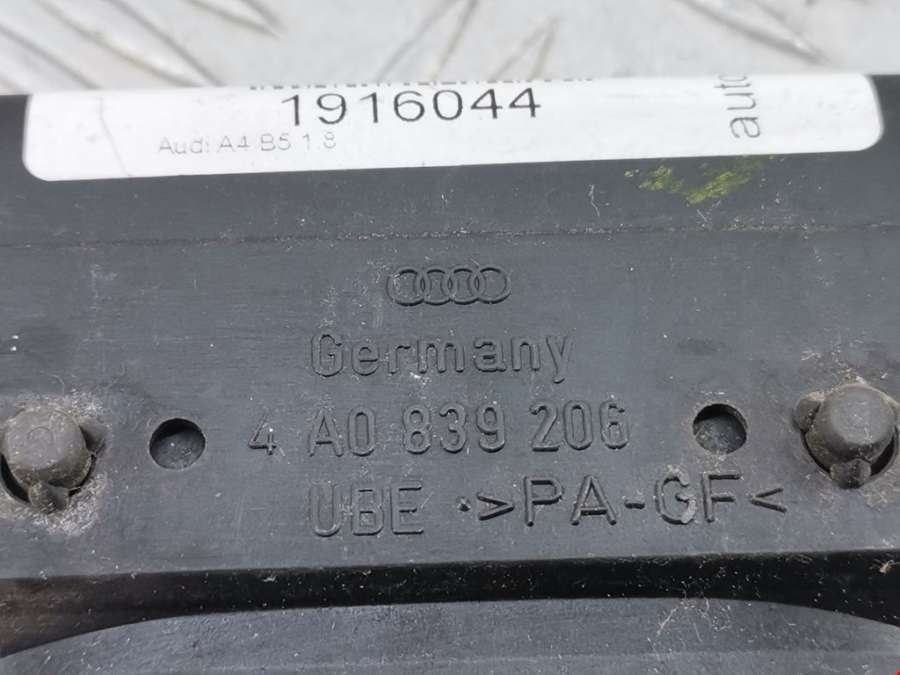 1916044
Audi A4 B5 1.8
auto
Germany
4 A0 839 206
UBE >PA-GF<